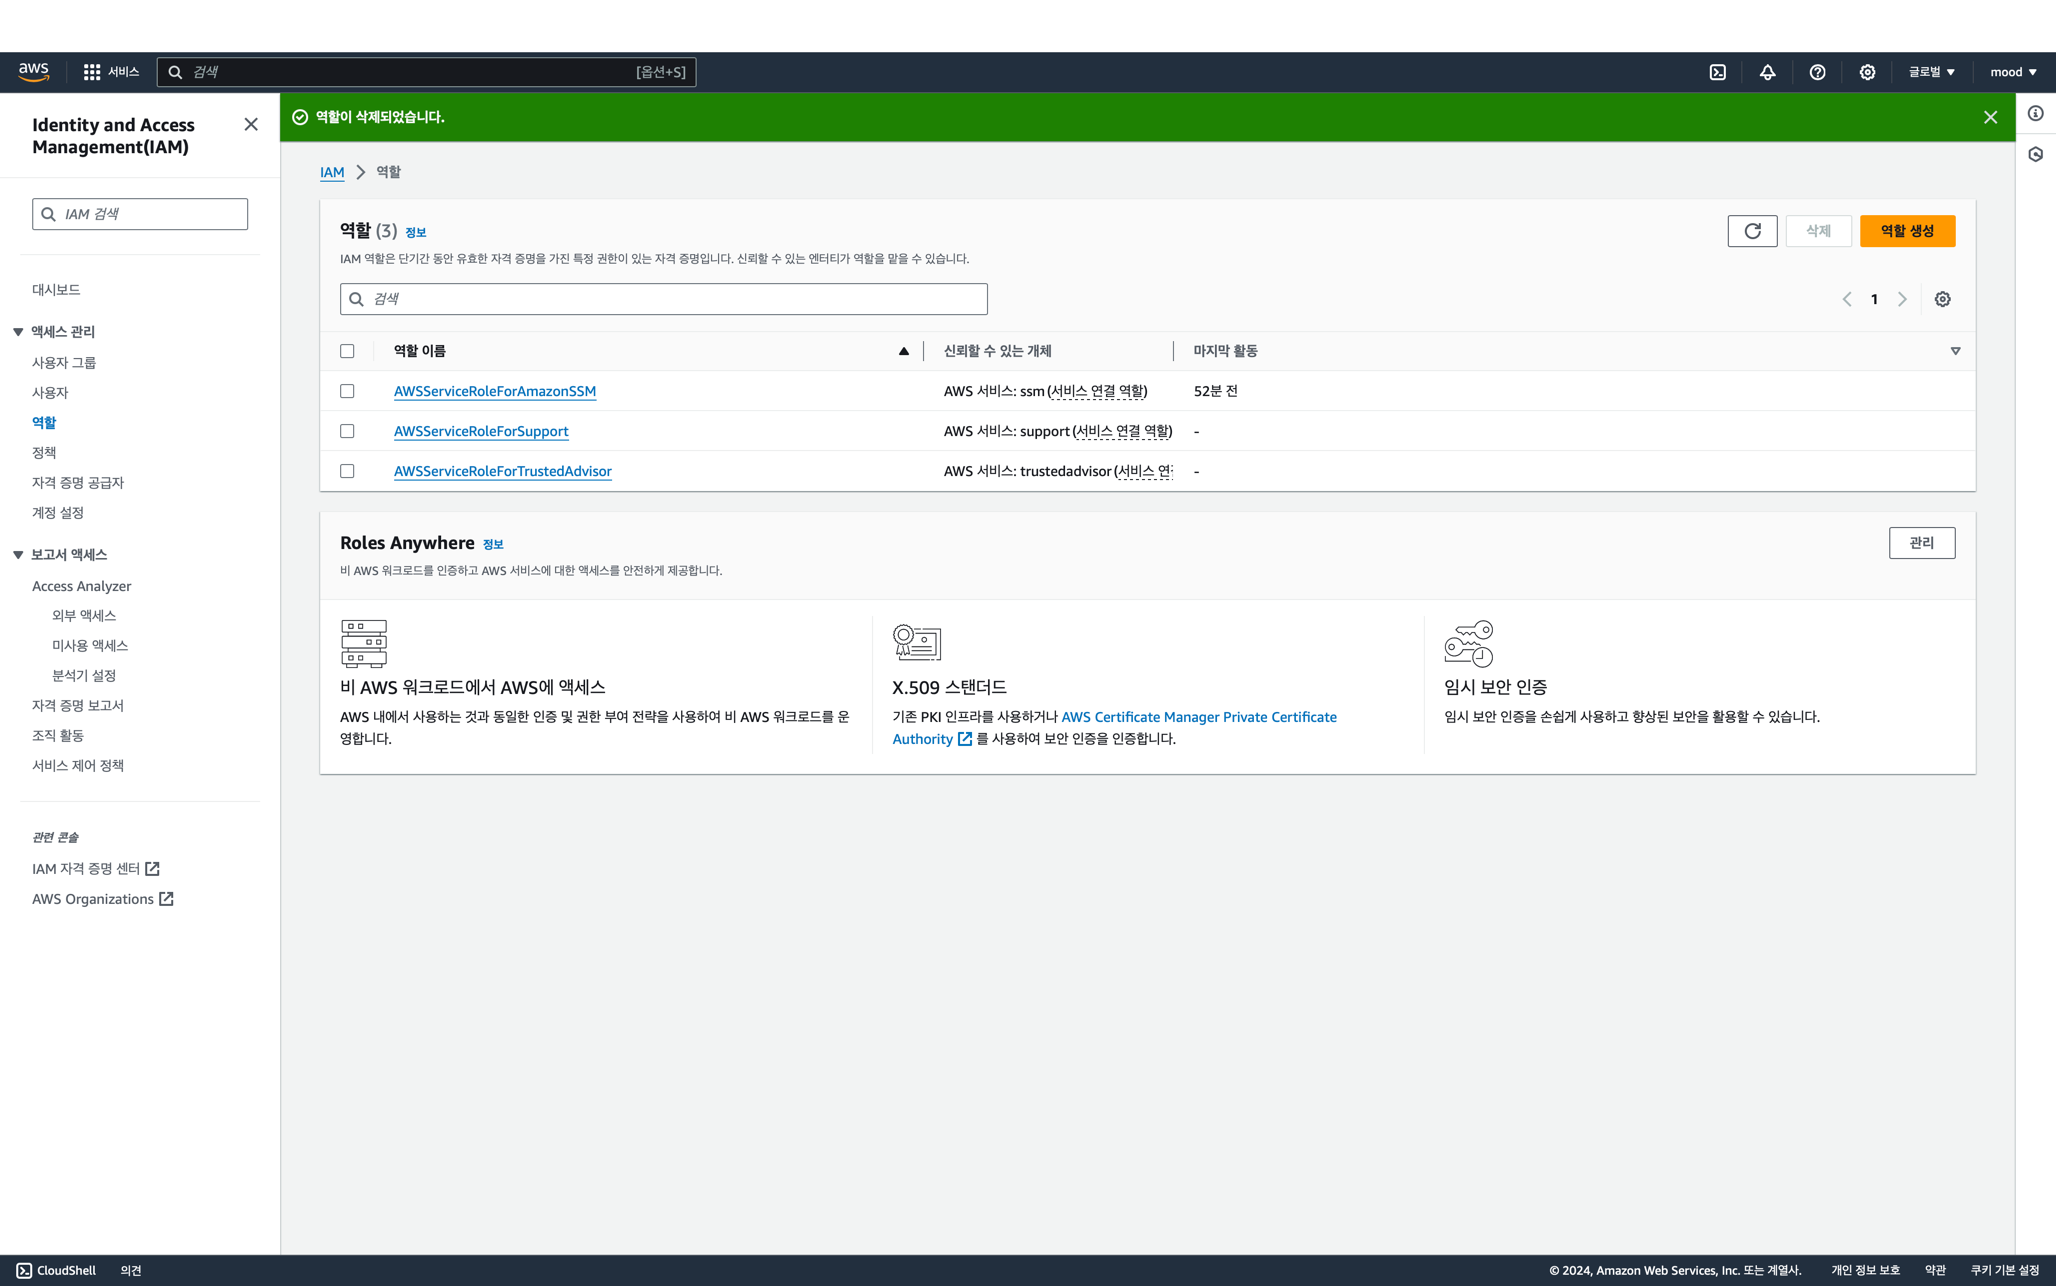 aws
서비스
검색
[옵션+S]
글로벌
mood
Identity and Access
Management(IAM)
IAM 검색
대시보드
액세스 관리
사용자 그룹
사용자
역할
정책
자격 증명 공급자
계정 설정
보고서 액세스
Access Analyzer
외부 액세스
미사용 액세스
분석기 설정
자격 증명 보고서
조직 활동
서비스 제어 정책
관련 콘솔
IAM 자격 증명 센터
AWS Organizations
역할이 삭제되었습니다.
IAM
역할
역할 (3) 정보
삭제
역할 생성
IAM 역할은 단기간 동안 유효한 자격 증명을 가진 특정 권한이 있는 자격 증명입니다. 신뢰할 수 있는 엔터티가 역할을 맡을 수 있습니다.
검색
1
역할 이름
신뢰할 수 있는 개체
마지막 활동
AWSServiceRoleForAmazonSSM
AWS 서비스: ssm (서비스 연결 역할)
52분 전
AWSServiceRoleForSupport
AWS 서비스: support (서비스 연결 역할)
-
AWSServiceRoleForTrustedAdvisor
AWS 서비스: trustedadvisor (서비스
-
Roles Anywhere 정보
관리
비 AWS 워크로드를 인증하고 AWS 서비스에 대한 액세스를 안전하게 제공합니다.
비 AWS 워크로드에서 AWS에 액세스
AWS 내에서 사용하는 것과 동일한 인증 및 권한 부여 전략을 사용하여 비 AWS 워크로드를 운
영합니다.
X.509 스탠더드
기존 PKI 인프라를 사용하거나 AWS Certificate Manager Private Certificate
Authority 를 사용하여 보안 인증을 인증합니다.
임시 보안 인증
임시 보안 인증을 손쉽게 사용하고 향상된 보안을 활용할 수 있습니다.
CloudShell
의견
© 2024, Amazon Web Services, Inc. 또는 계열사.
개인 정보 보호
약관
쿠키 기본 설정